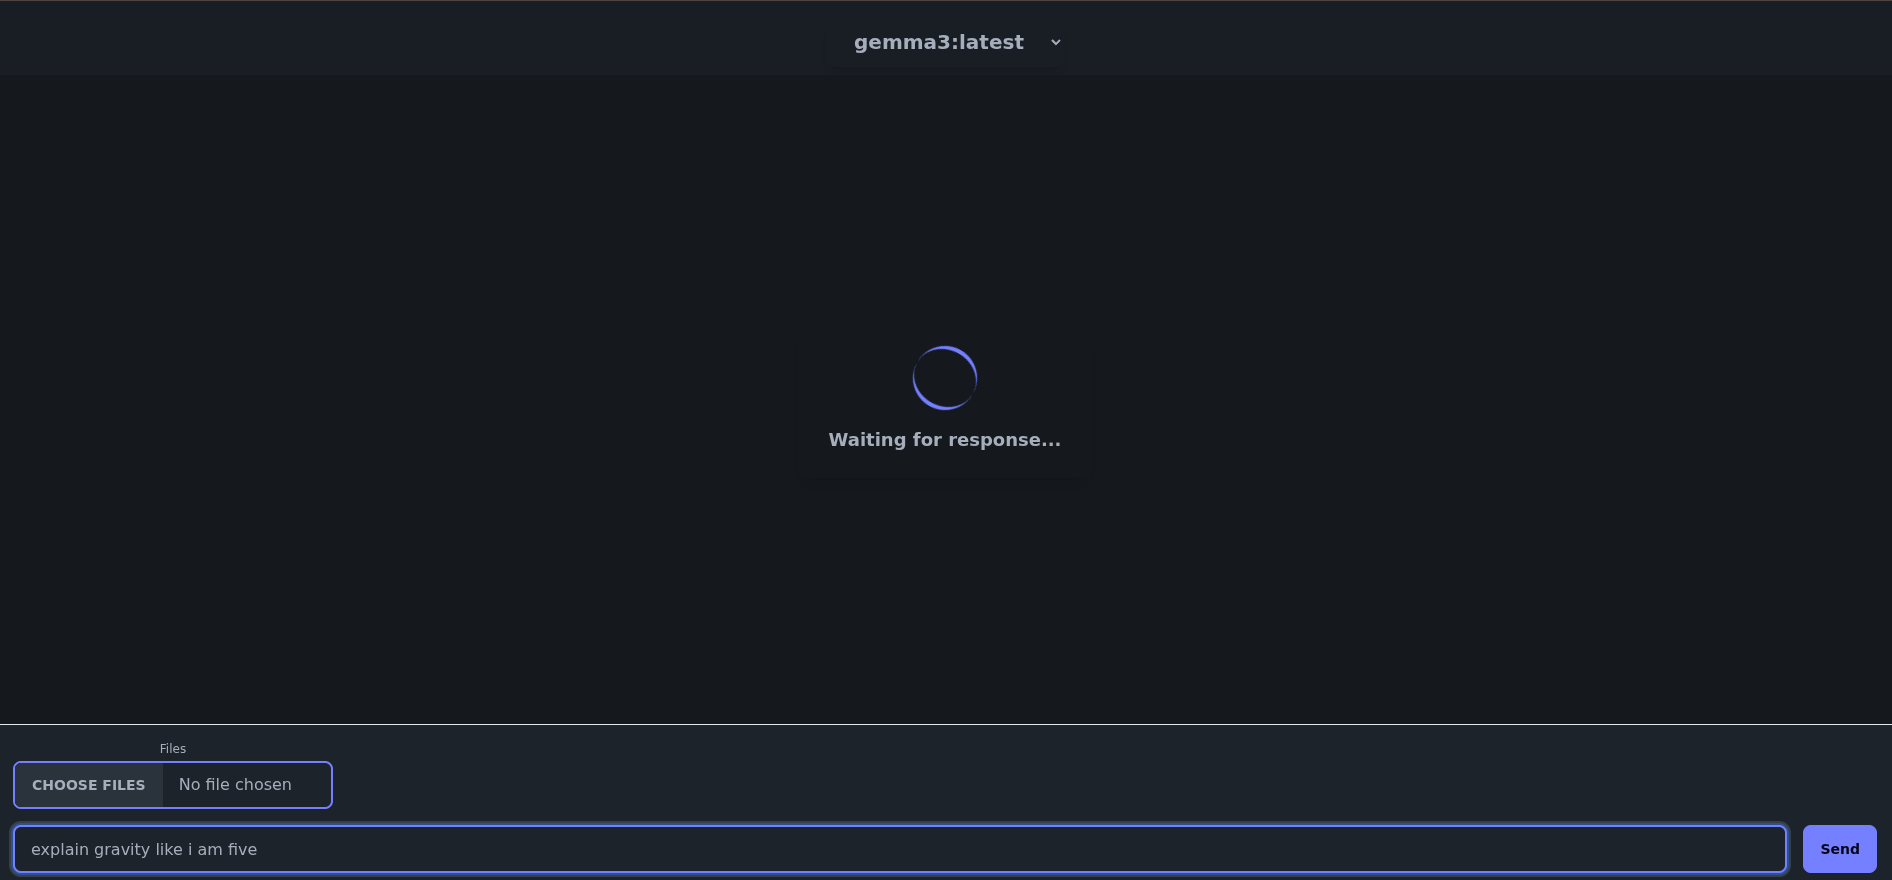 gemma3:latest
Waiting for response...
Files
CHOOSE FILES No file chosen
explain gravity like i am five
Send